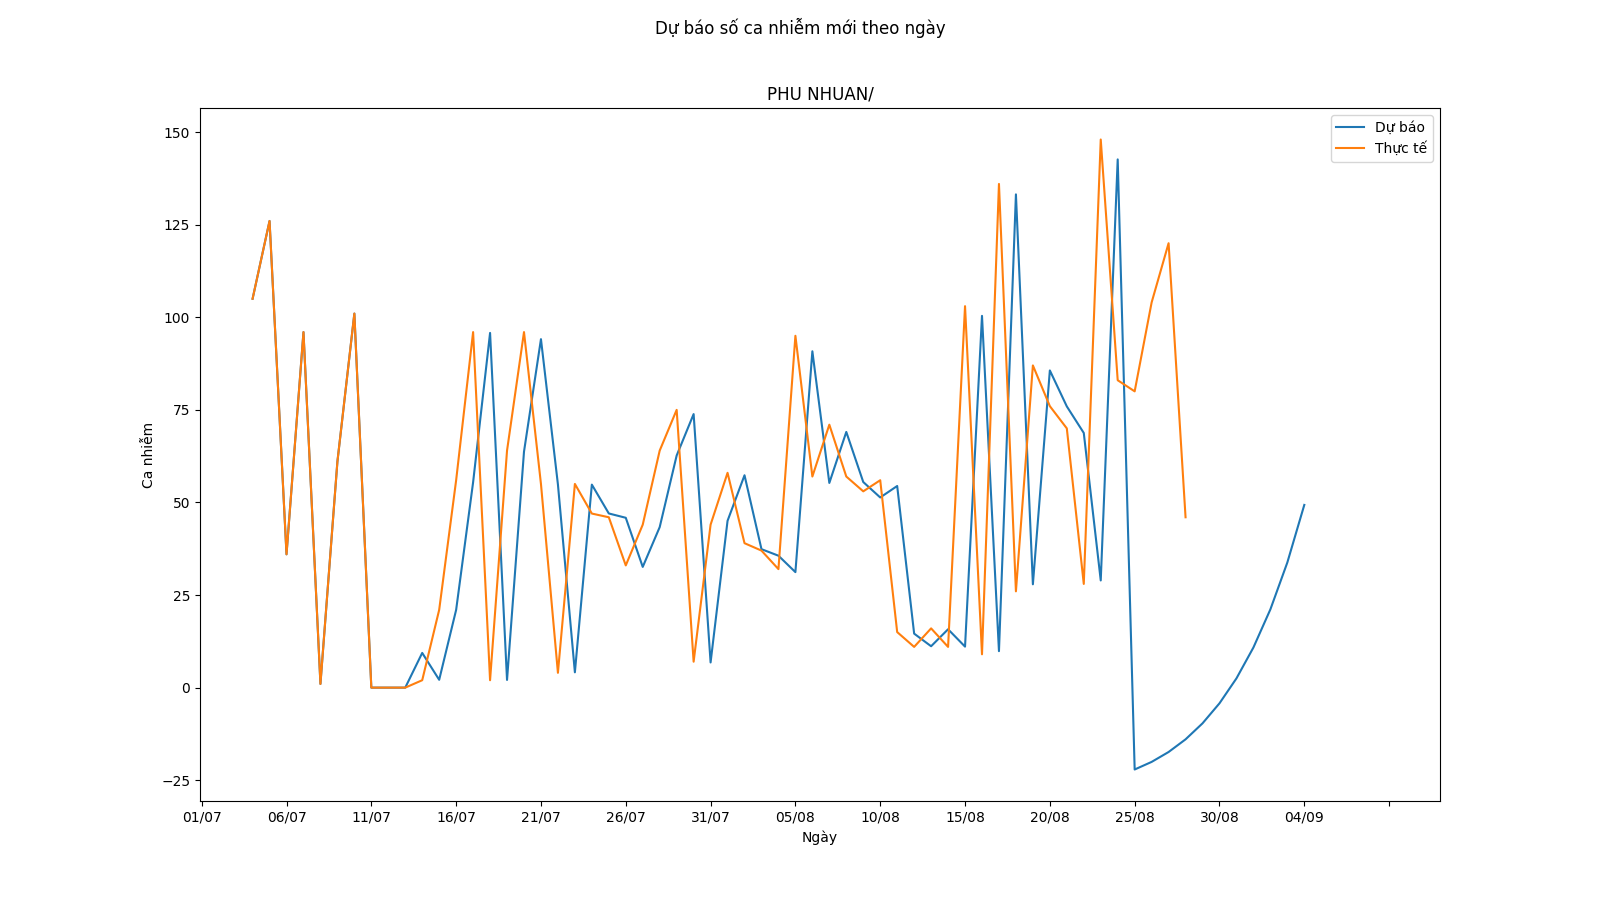 Dự báo số ca nhiễm mới theo ngày
PHU NHUAN/
Dự báo
Thực tế
150
125
100
75
50
25
0
−25
Ca nhiễm
01/07 06/07 11/07 16/07 21/07 26/07 31/07 05/08 10/08 15/08 20/08 25/08 30/08 04/09
Ngày